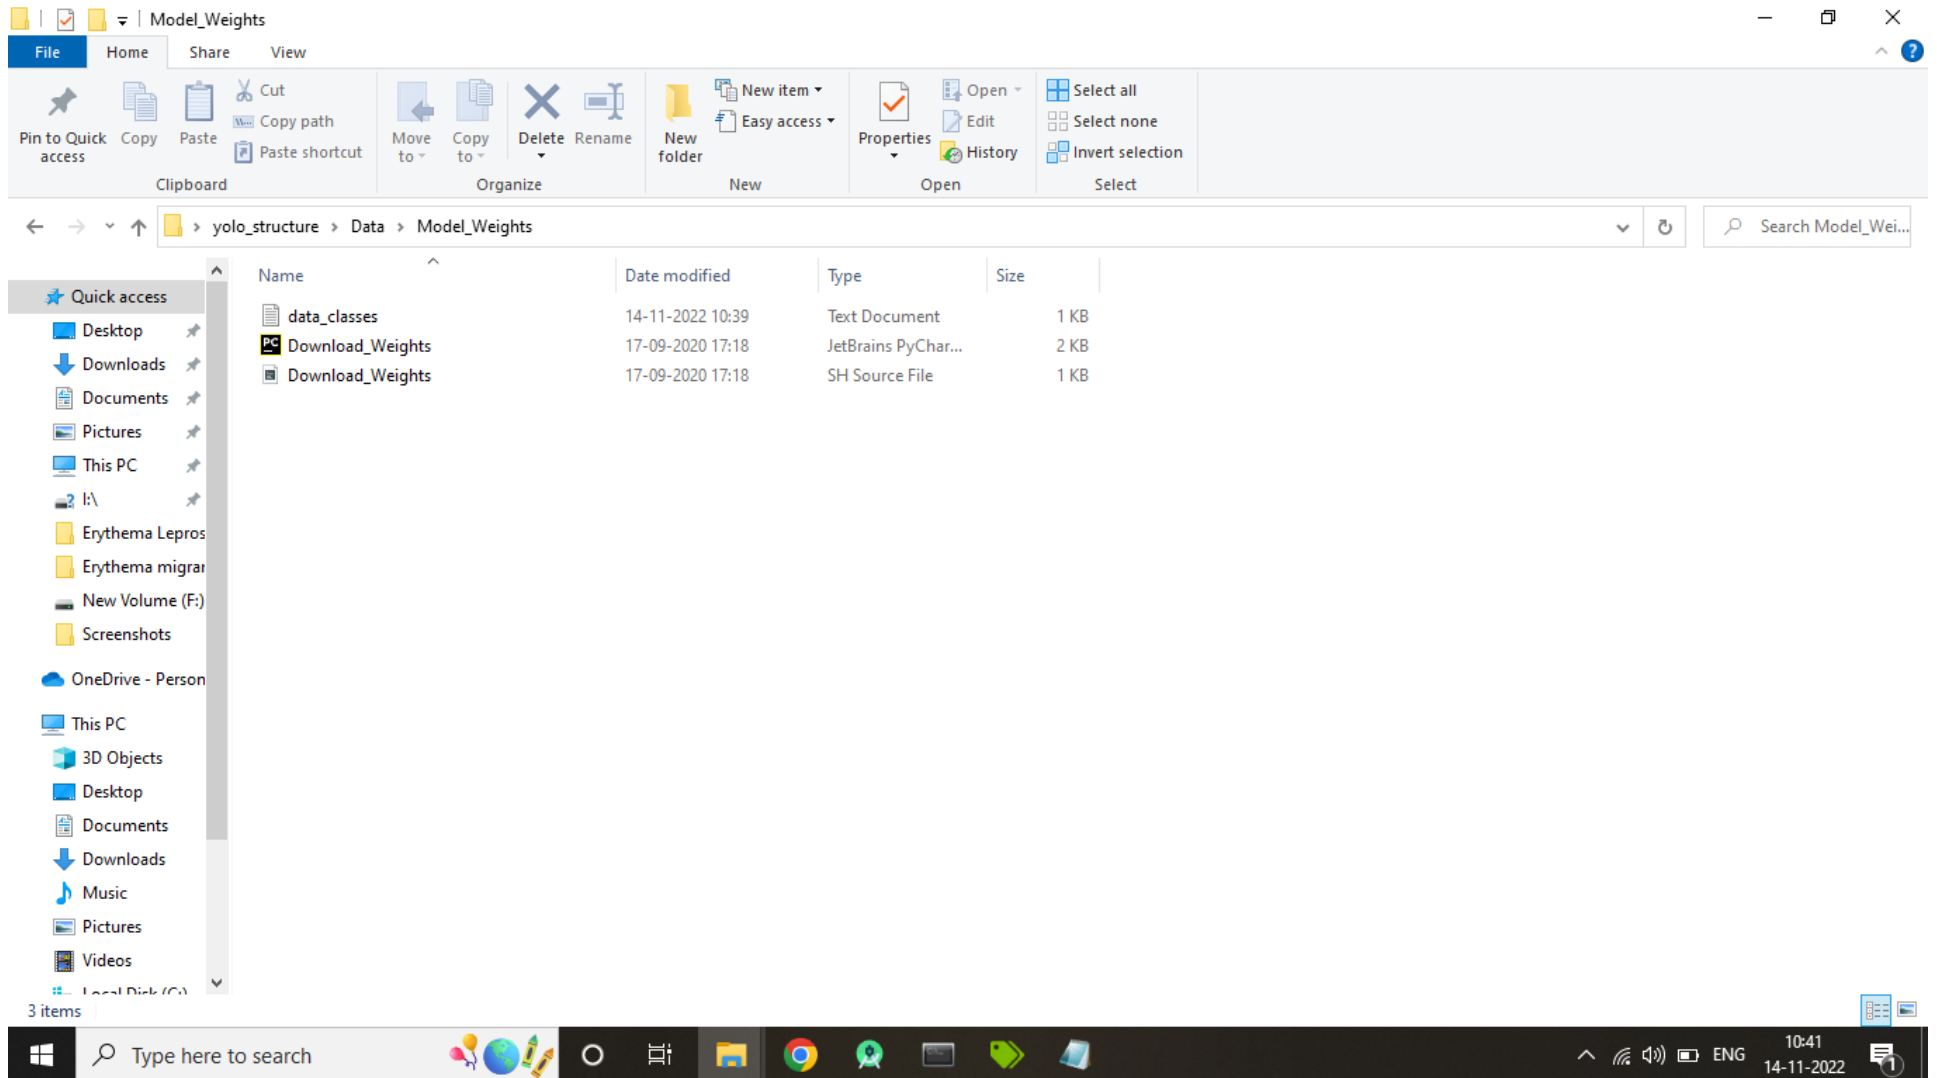 Model_Weights
File Home Share View
Pin to Quick access
Copy
Paste
Cut
Copy path
Paste shortcut
Clipboard
Move to
Copy to
Delete
Rename
Organize
New folder
New item
Easy access
New
Properties
Open
Edit
History
Open
Select all
Select none
Invert selection
Select
yolo_structure > Data > Model_Weights
Search Model_Wei...
Name Date modified Type Size
data_classes 14-11-2022 10:39 Text Document 1 KB
Download_Weights 17-09-2020 17:18 JetBrains PyChar... 2 KB
Download_Weights 17-09-2020 17:18 SH Source File 1 KB
Quick access
Desktop
Downloads
Documents
Pictures
This PC
I:\
Erythema Lepros
Erythema migrar
New Volume (F:)
Screenshots
OneDrive - Person
This PC
3D Objects
Desktop
Documents
Downloads
Music
Pictures
Videos
Local Disk (C:)
3 items
Type here to search
ENG
10:41
14-11-2022
1